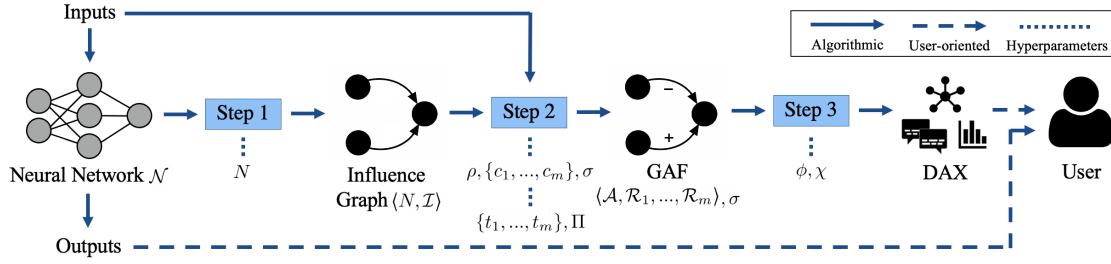 Inputs
Algorithmic
User-oriented
Hyperparameters
Step 1
Step 2
Step 3
−
+
Neural Network 𝒩
N
Influence
Graph ⟨N, ℐ⟩
ρ, {c₁, ..., cₘ}, σ
{t₁, ..., tₘ}, Π
GAF
⟨𝒜, ℛ₁, ..., ℛₘ⟩, σ
ϕ, χ
DAX
User
Outputs